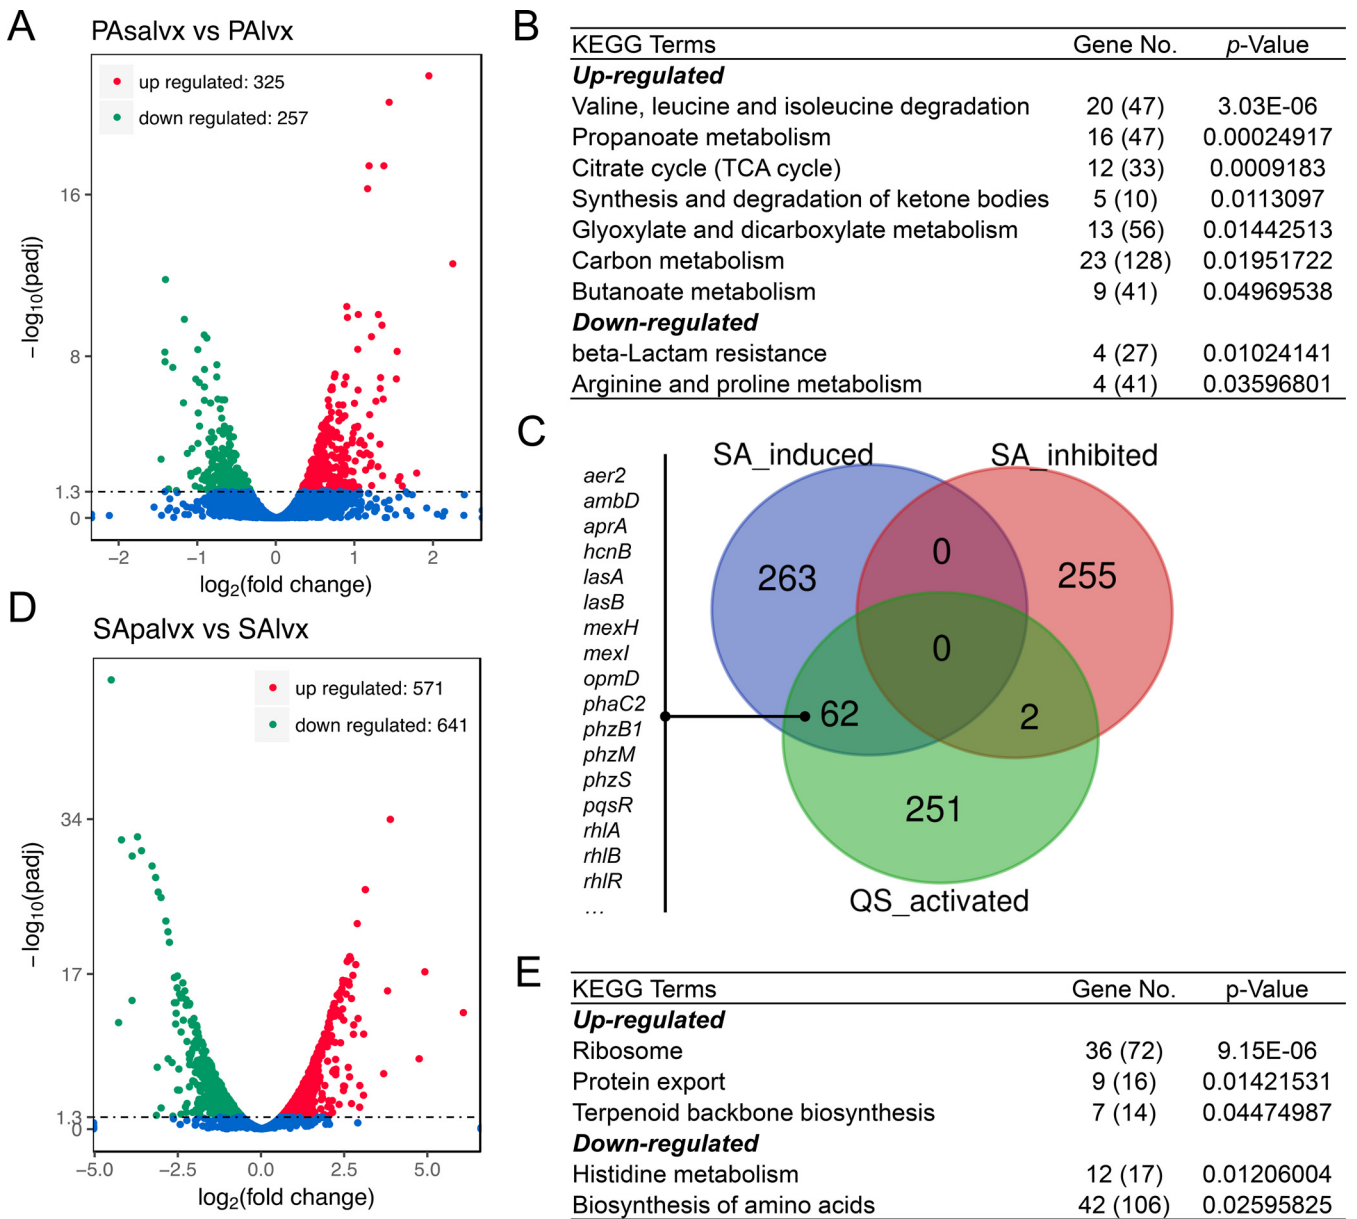 A
PAsalvx vs PAlvx
up regulated: 325
down regulated: 257
16
8
1.3
0
−log10(padj)
−2
−1
0
1
2
log2(fold change)
B
KEGG Terms Gene No. p-Value
Up-regulated
Valine, leucine and isoleucine degradation 20 (47) 3.03E-06
Propanoate metabolism 16 (47) 0.00024917
Citrate cycle (TCA cycle) 12 (33) 0.0009183
Synthesis and degradation of ketone bodies 5 (10) 0.0113097
Glyoxylate and dicarboxylate metabolism 13 (56) 0.01442513
Carbon metabolism 23 (128) 0.01951722
Butanoate metabolism 9 (41) 0.04969538
Down-regulated
beta-Lactam resistance 4 (27) 0.01024141
Arginine and proline metabolism 4 (41) 0.03596801
C
aer2
ambD
aprA
hcnB
lasA
lasB
mexH
mexI
opmD
phaC2
phzB1
phzM
phzS
pqsR
rhlA
rhlB
rhlR
...
SA_induced
SA_inhibited
263
0
255
0
62
2
251
QS_activated
D
SApalvx vs SAlvx
up regulated: 571
down regulated: 641
34
17
1.3
0
−log10(padj)
−5.0
−2.5
0.0
2.5
5.0
log2(fold change)
E
KEGG Terms Gene No. p-Value
Up-regulated
Ribosome 36 (72) 9.15E-06
Protein export 9 (16) 0.01421531
Terpenoid backbone biosynthesis 7 (14) 0.04474987
Down-regulated
Histidine metabolism 12 (17) 0.01206004
Biosynthesis of amino acids 42 (106) 0.02595825